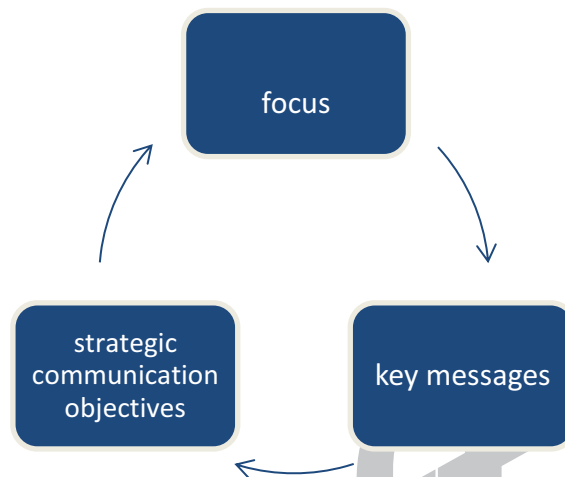 focus
strategic
communication
objectives
key messages